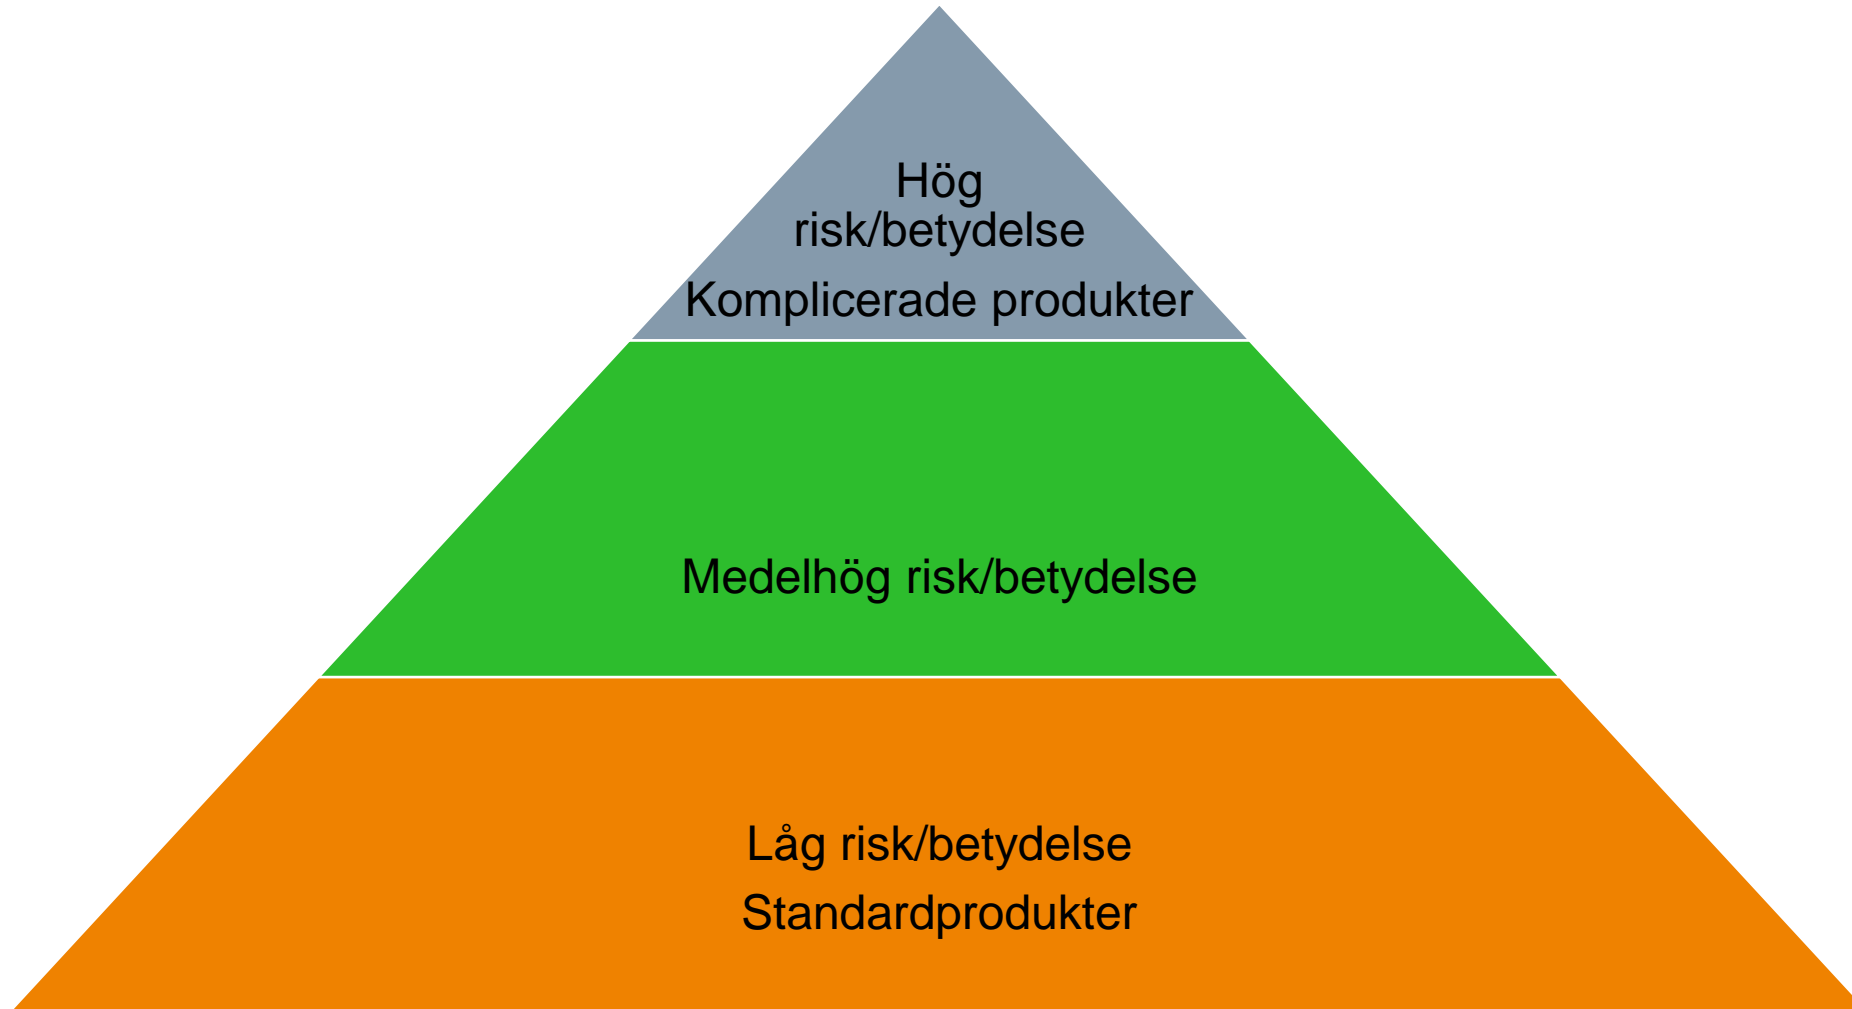 Hög
risk/betydelse
Komplicerade produkter
Medelhög risk/betydelse
Låg risk/betydelse
Standardprodukter